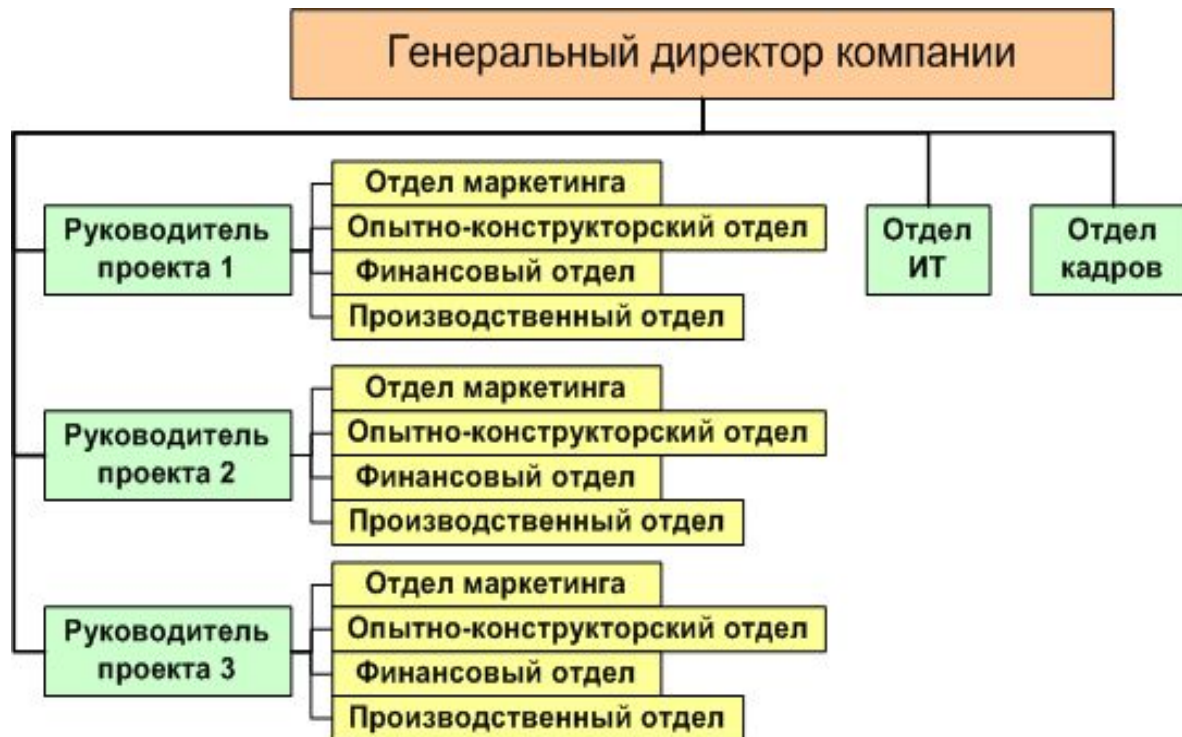 Генеральный директор компании
Руководитель
проекта 1
Отдел маркетинга
Опытно-конструкторский отдел
Финансовый отдел
Производственный отдел
Отдел
ИТ
Отдел
кадров
Руководитель
проекта 2
Отдел маркетинга
Опытно-конструкторский отдел
Финансовый отдел
Производственный отдел
Руководитель
проекта 3
Отдел маркетинга
Опытно-конструкторский отдел
Финансовый отдел
Производственный отдел